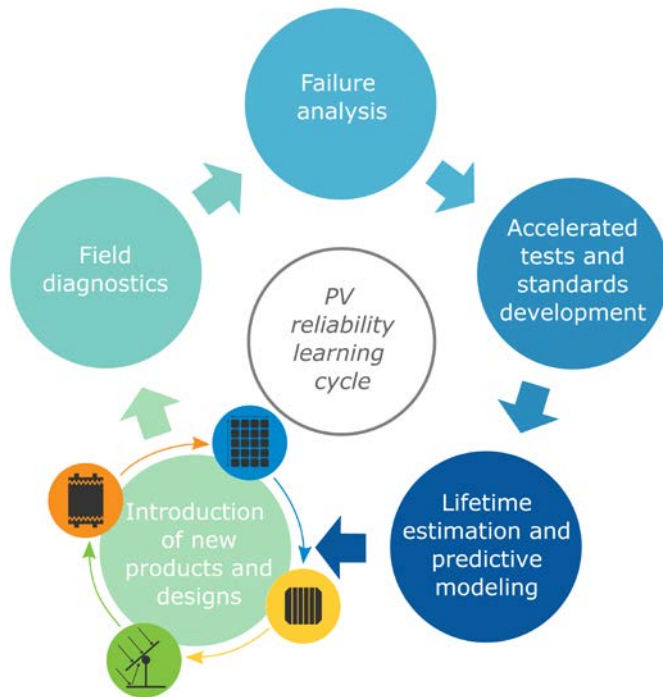 Failure
analysis
Accelerated
tests and
standards
development
Lifetime
estimation and
predictive
modeling
Introduction
of new
products and
designs
Field
diagnostics
PV
reliability
learning
cycle